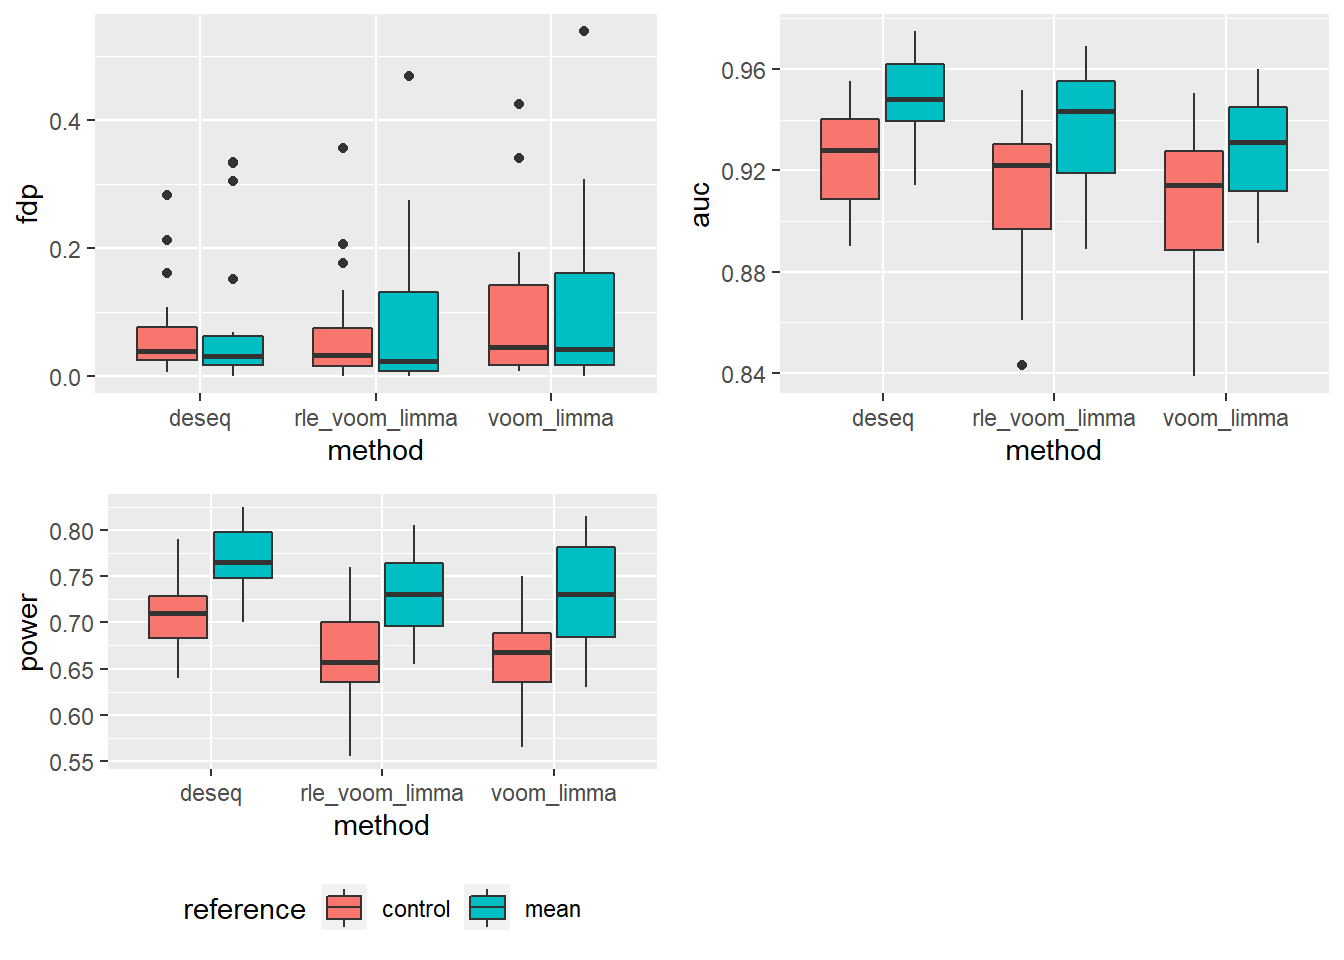 fdp
0.4
0.2
0.0
deseq rle_voom_limma voom_limma
method
auc
0.96
0.92
0.88
0.84
deseq rle_voom_limma voom_limma
method
power
0.80
0.75
0.70
0.65
0.60
0.55
deseq rle_voom_limma voom_limma
method
reference control mean